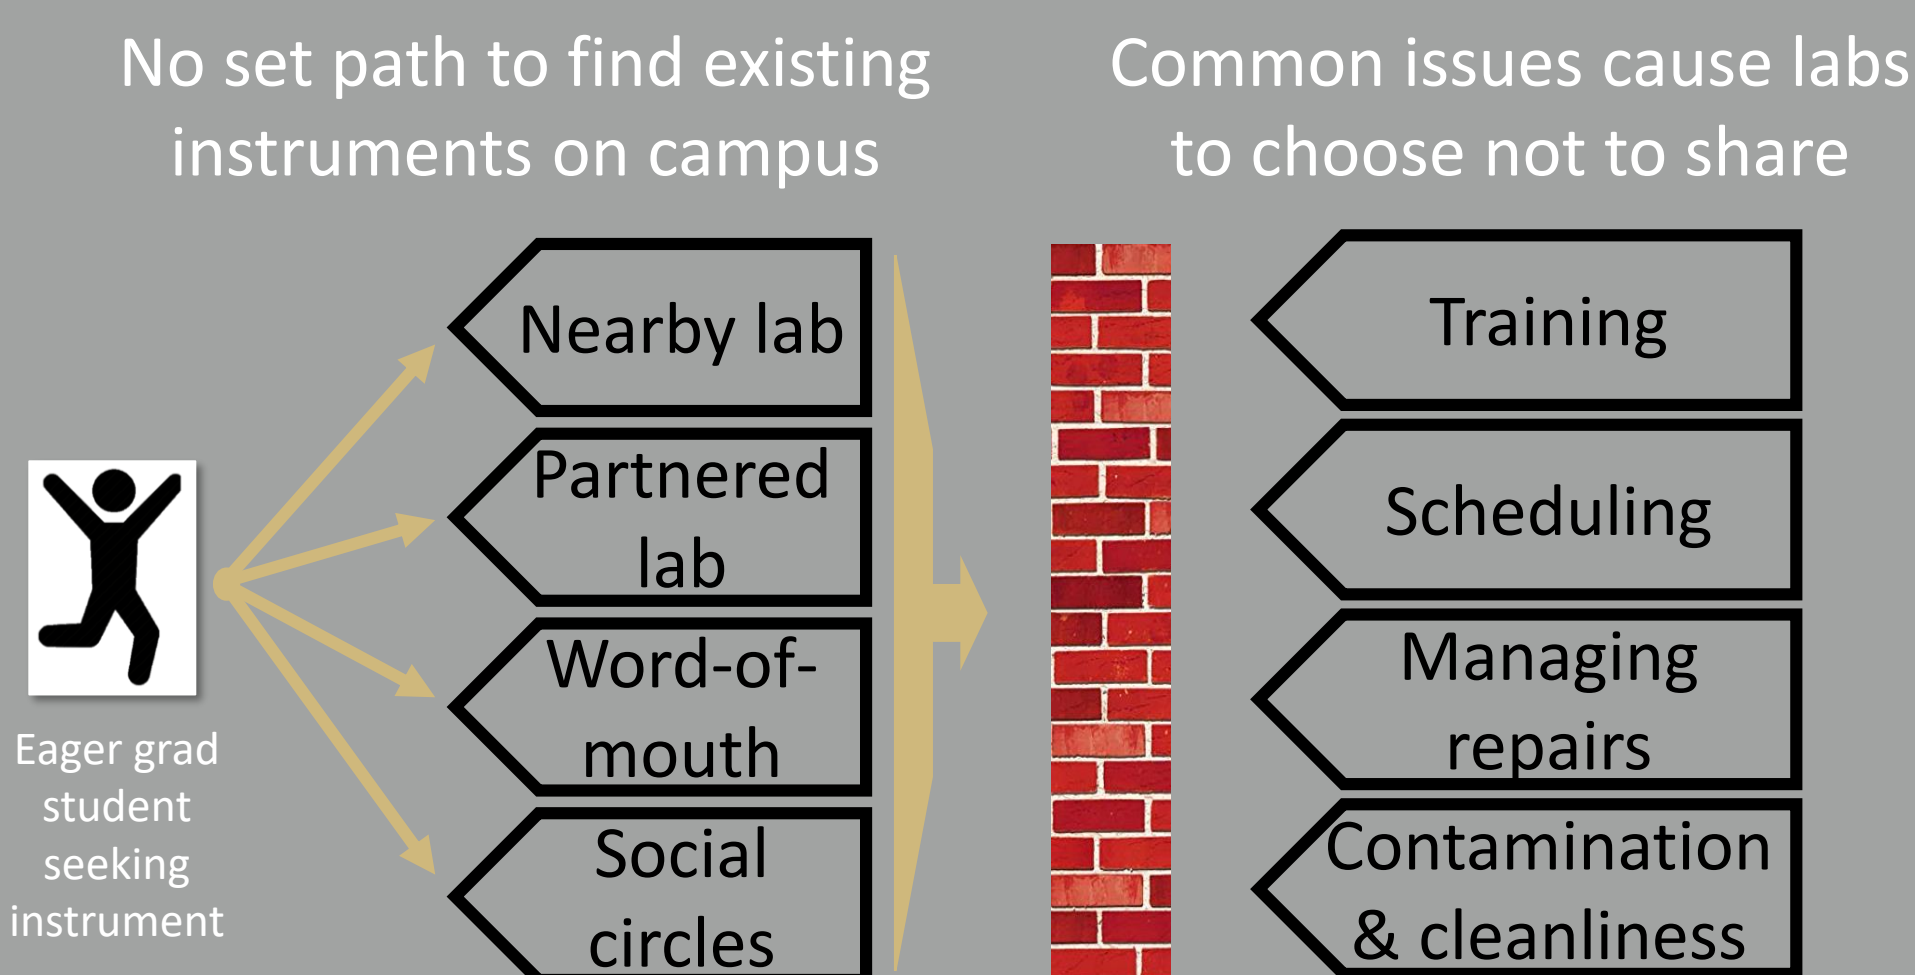 No set path to find existing
instruments on campus
Common issues cause labs
to choose not to share
Eager grad
student
seeking
instrument
Nearby lab
Partnered
lab
Word-of-
mouth
Social
circles
Training
Scheduling
Managing
repairs
Contamination
& cleanliness